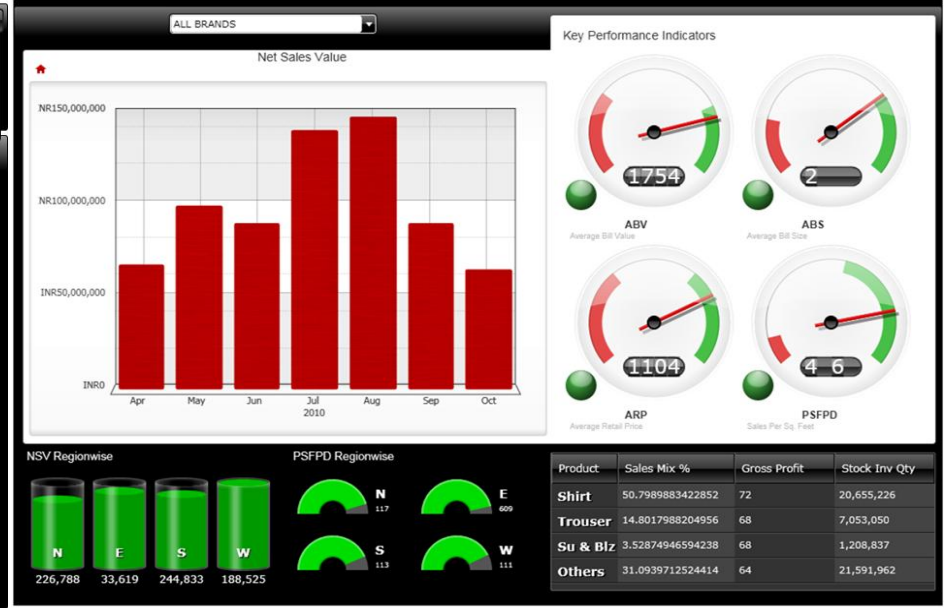 ALL BRANDS
Net Sales Value
NR150,000,000
NR100,000,000
INR50,000,000
INR0
Apr May Jun Jul Aug Sep Oct
2010
Key Performance Indicators
1754
ABV
Average Bill Value
2
ABS
Average Bill Size
1104
ARP
Average Retail Price
4 6
PSFPD
Sales Per Sq. Feet
NSV Regionwise
N E S W
226,788 33,619 244,833 188,525
PSFPD Regionwise
N
117
E
609
S
113
W
111
Product Sales Mix % Gross Profit Stock Inv Qty
Shirt 50.7989883422852 72 20,655,226
Trouser 14.8017988204956 68 7,053,050
Su & Blz 3.52874946594238 68 1,208,837
Others 31.0939712524414 64 21,591,962